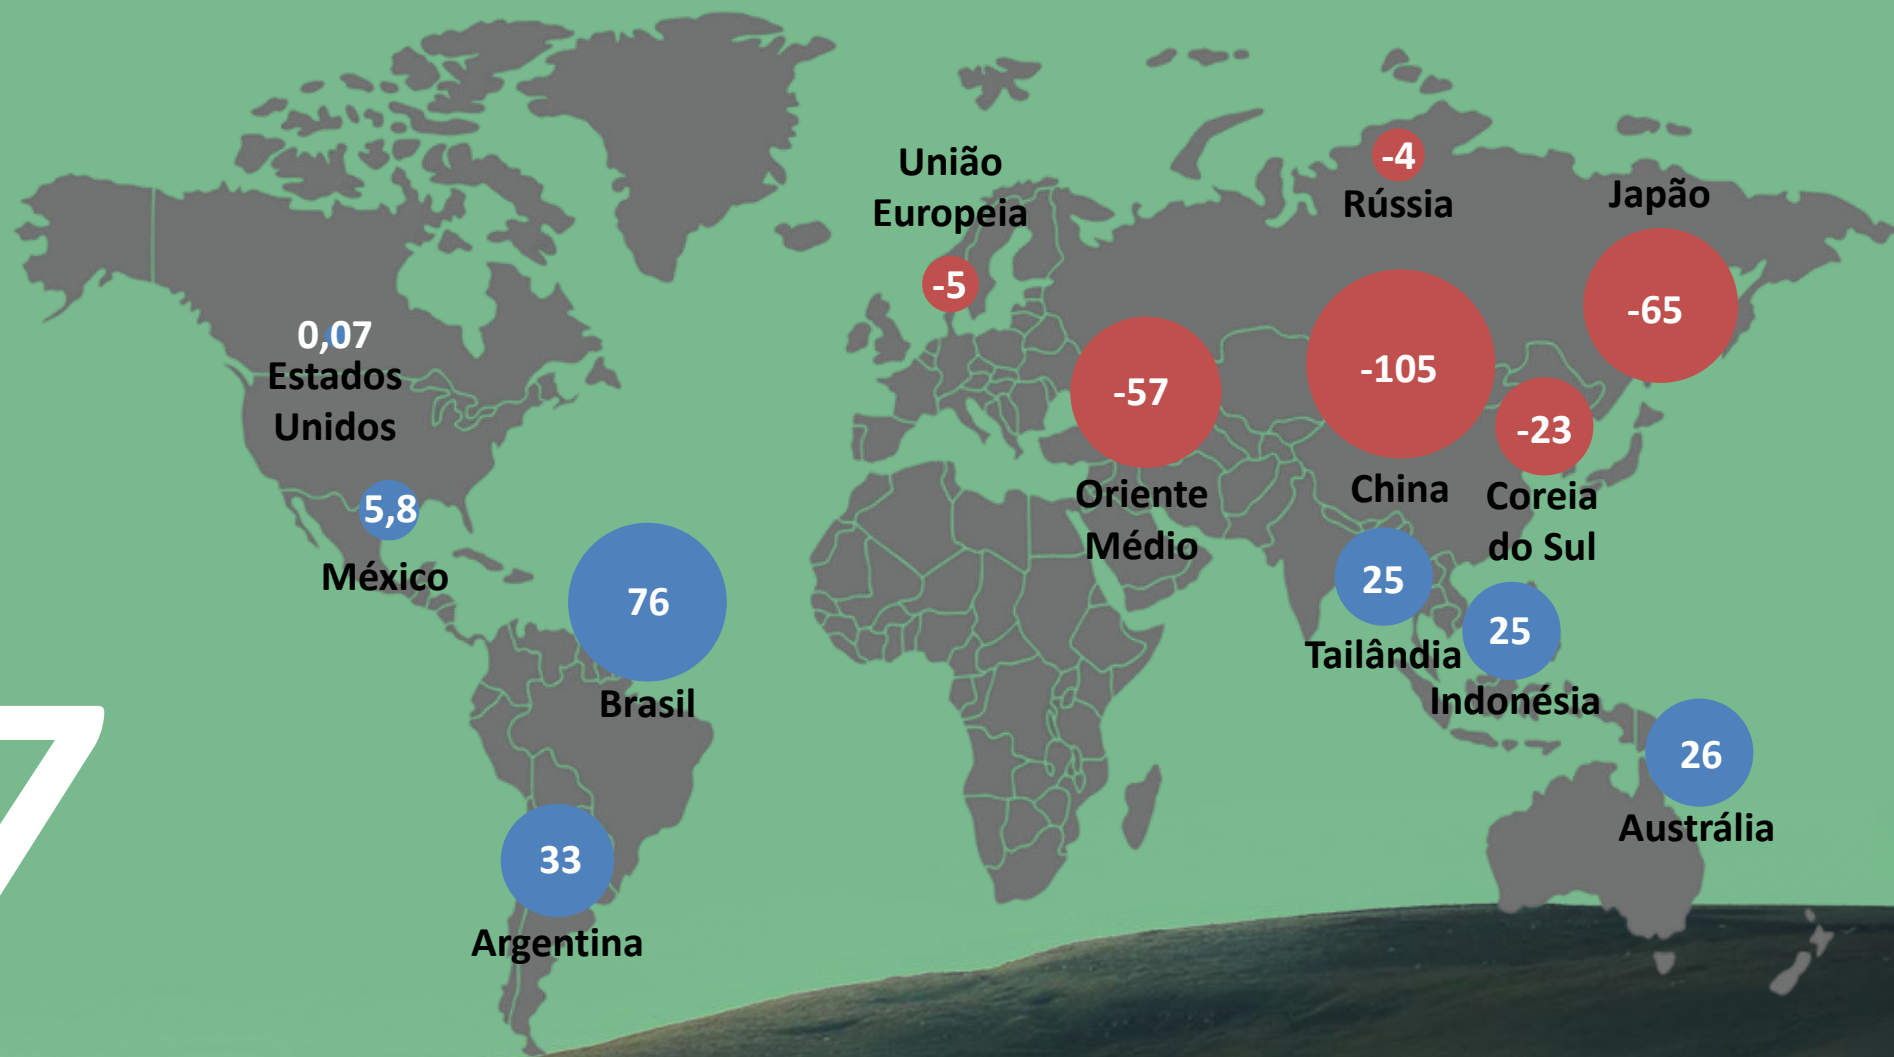 União
Europeia
-5
-4
Rússia
Japão
-65
0,07
Estados
Unidos
-57
Oriente
Médio
-105
China
-23
Coreia
do Sul
5,8
México
76
Brasil
25
Tailândia
25
Indonésia
26
Austrália
33
Argentina
7